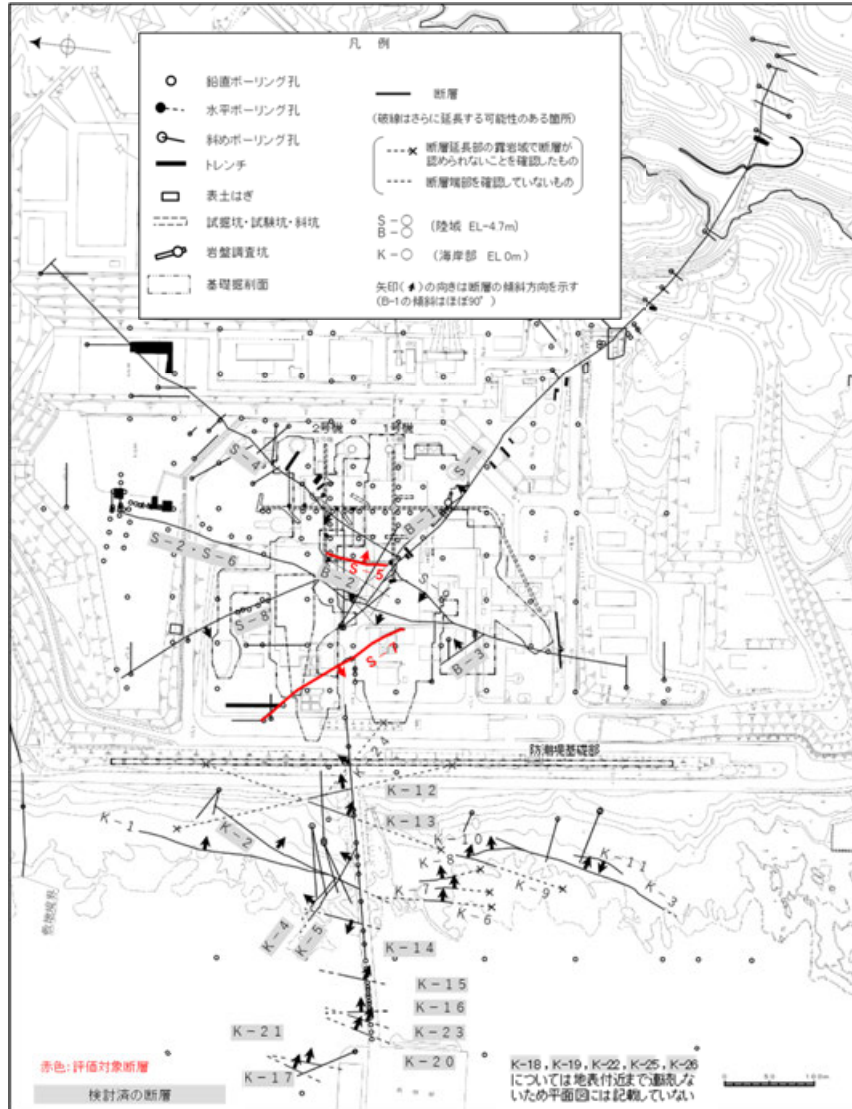 凡 例
鉛直ボーリング孔
水平ボーリング孔
斜めボーリング孔
トレンチ
表土はぎ
試掘坑・試験坑・斜坑
岩盤調査坑
基礎掘削面
断層
(破線はさらに延長する可能性のある箇所)
断層延長部の露岩域で断層が
認められないことを確認したもの
断層端部を確認していないもの
S-○ (陸域 EL-4.7m)
B-○
K-○ (海岸部 EL 0m)
矢印( )の向きは断層の傾斜方向を示す
(B-1の傾斜はほぼ90°)
2号機
1号機
S-4
S-1
B-1
S-2・S-6
S-5
B-2
S-8
S-7
B-3
K-24
防潮堤基礎部
K-12
K-13
K-1
K-2
K-10
K-11
K-8
K-9
K-3
K-7
K-6
K-4
K-5
敷地境界
K-14
K-15
K-16
K-21
K-23
K-20
K-17
赤色:評価対象断層
検討済の断層
K-18, K-19, K-22, K-25, K-26
については地表付近まで連続しな
いため平面図には記載していない
0 50 100m